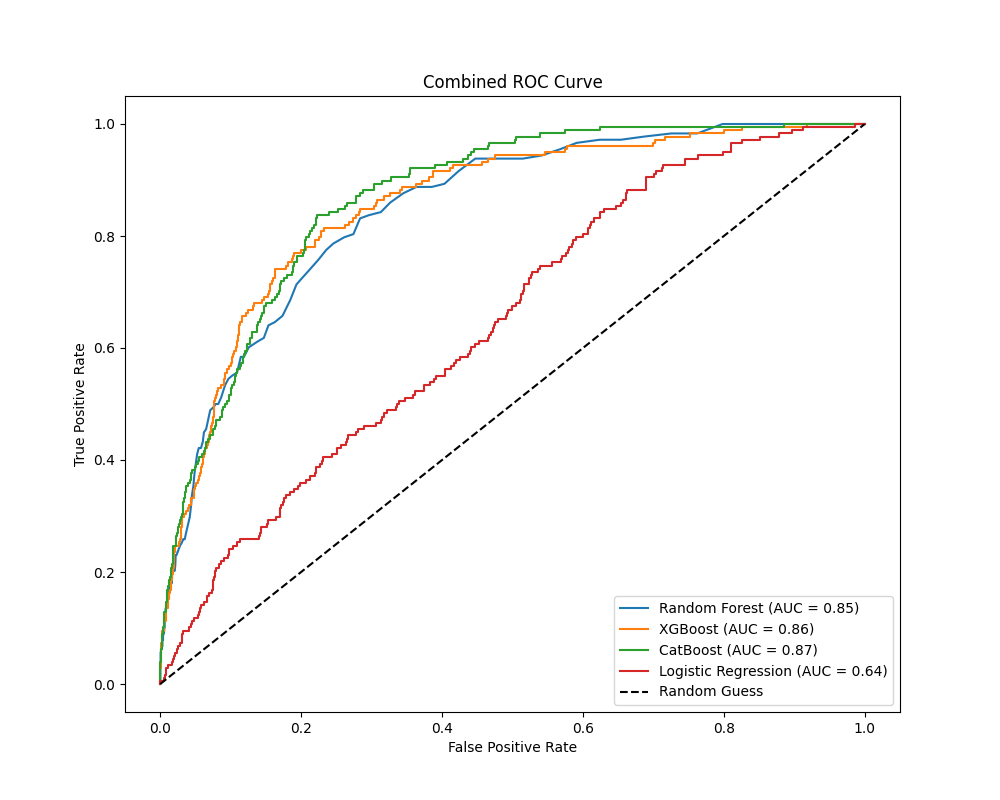 Combined ROC Curve
True Positive Rate
1.0
0.8
0.6
0.4
0.2
0.0
0.0 0.2 0.4 0.6 0.8 1.0
False Positive Rate
Random Forest (AUC = 0.85)
XGBoost (AUC = 0.86)
CatBoost (AUC = 0.87)
Logistic Regression (AUC = 0.64)
Random Guess